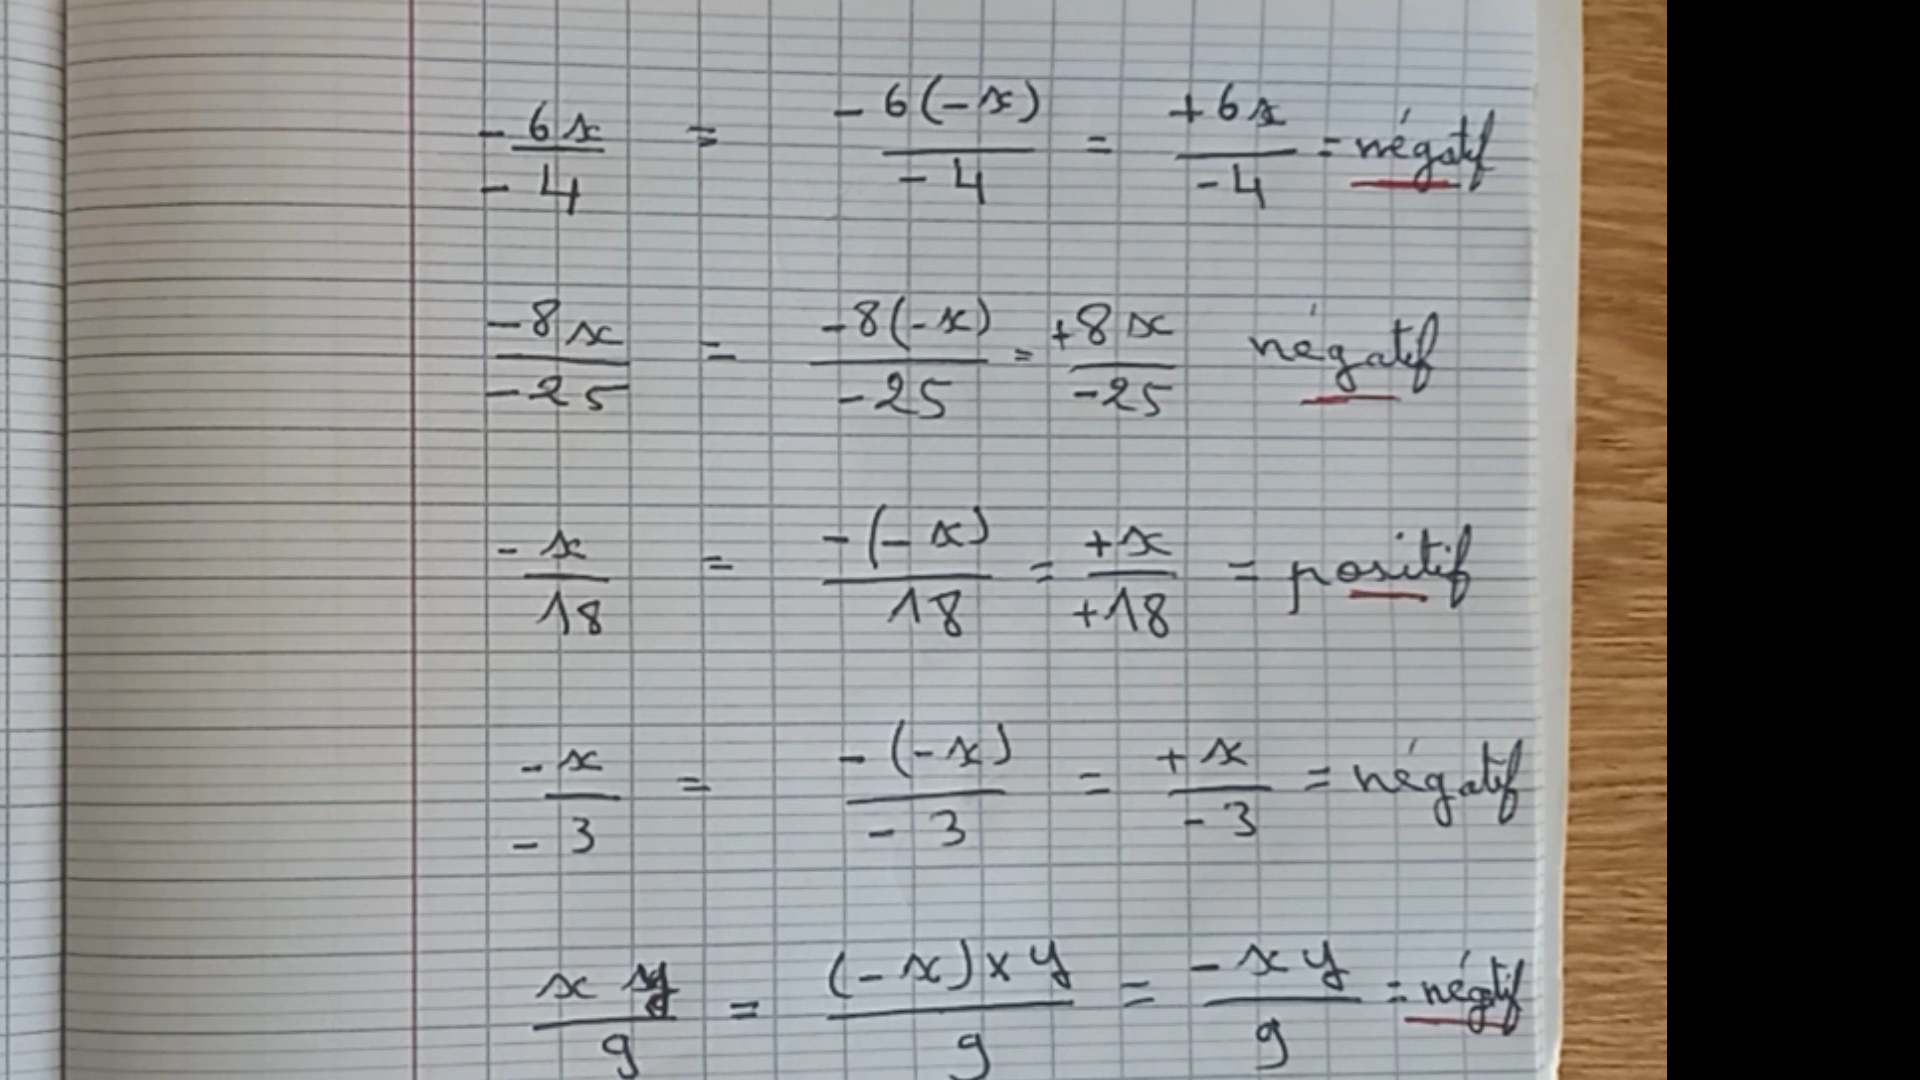 -6x/-4 = -6(-x)/-4 = +6x/-4 = négatif
-8x/-25 = -8(-x)/-25 = +8x/-25 négatif
-x/18 = -(-x)/18 = +x/+18 = positif
-x/-3 = -(-x)/-3 = +x/-3 = négatif
x y/9 = (-x)×y/9 = -xy/9 = négatif